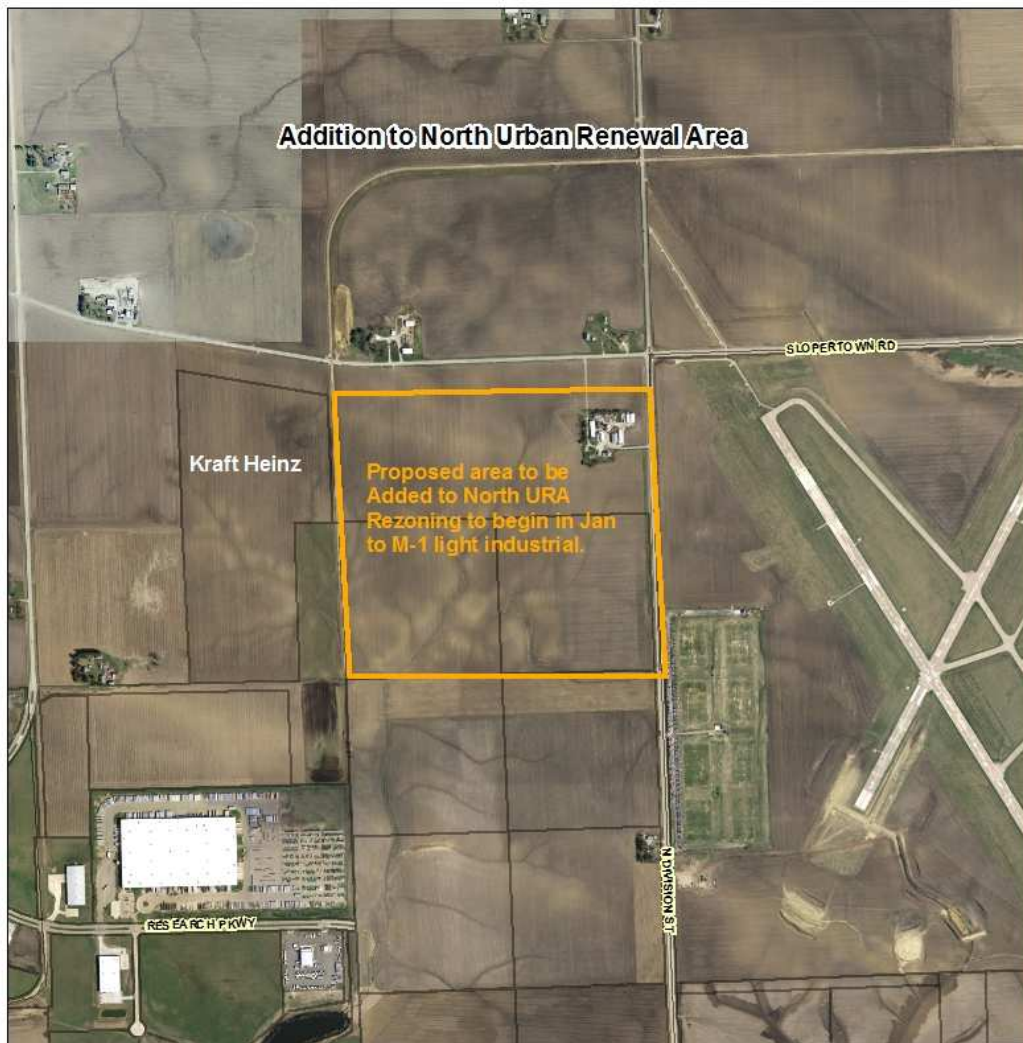 Addition to North Urban Renewal Area
SLOPERTOWN RD
Kraft Heinz
Proposed area to be
Added to North URA
Rezoning to begin in Jan
to M-1 light industrial.
N DIVISION ST
RESEARCH PKWY